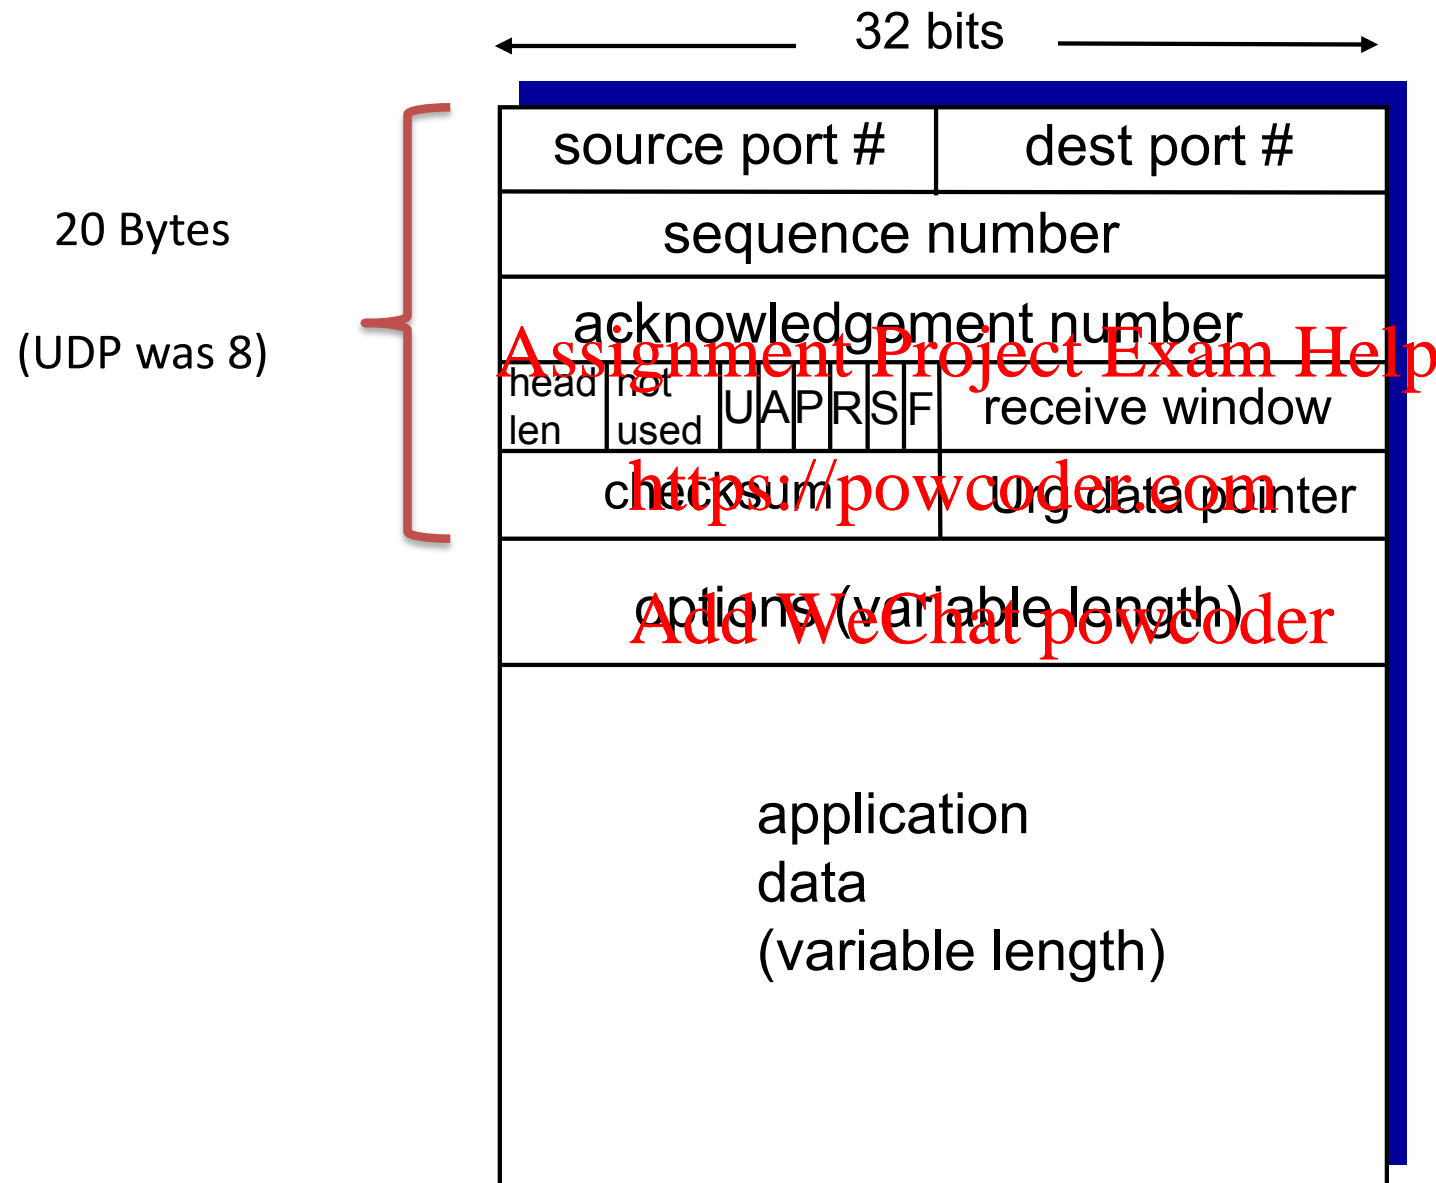 32 bits
source port # dest port #
20 Bytes
sequence number
(UDP was 8)
acknowledgement number
Assignment Project Exam Help
head len
not used
U A P R S F
receive window
checksum
Urg data pointer
https://powcoder.com
options (variable length)
Add WeChat powcoder
application
data
(variable length)